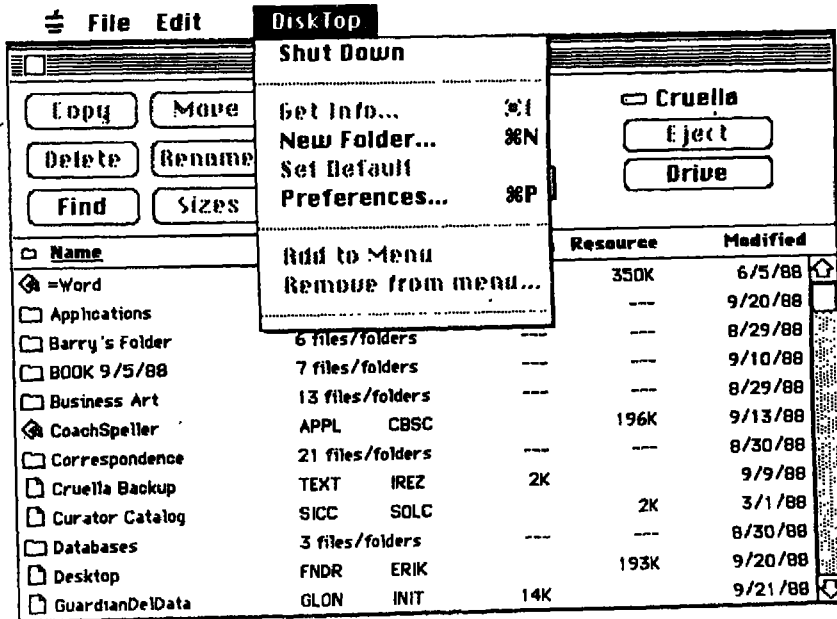 File Edit DiskTop
Shut Down
Get Info... ⌘I
New Folder... ⌘N
Set Default
Preferences... ⌘P
Add to Menu
Remove from menu...
Copy Move
Delete Rename
Find Sizes
Cruella
Eject
Drive
Name Resource Modified
=Word 350K 6/5/88
Applications --- 9/20/88
Barry's Folder 6 files/folders --- --- 8/29/88
BOOK 9/5/88 7 files/folders --- --- 9/10/88
Business Art 13 files/folders --- --- 8/29/88
CoachSpeller APPL CBSC 196K 9/13/88
Correspondence 21 files/folders --- --- 8/30/88
Cruella Backup TEXT IREZ 2K 9/9/88
Curator Catalog SICC SOLC 2K 3/1/88
Databases 3 files/folders --- --- 8/30/88
Desktop FNDR ERIK 193K 9/20/88
GuardianDelData GLON INIT 14K 9/21/88